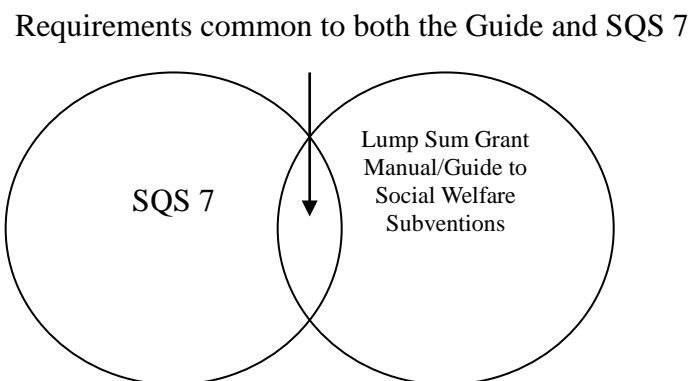 Requirements common to both the Guide and SQS 7
SQS 7
Lump Sum Grant
Manual/Guide to
Social Welfare
Subventions